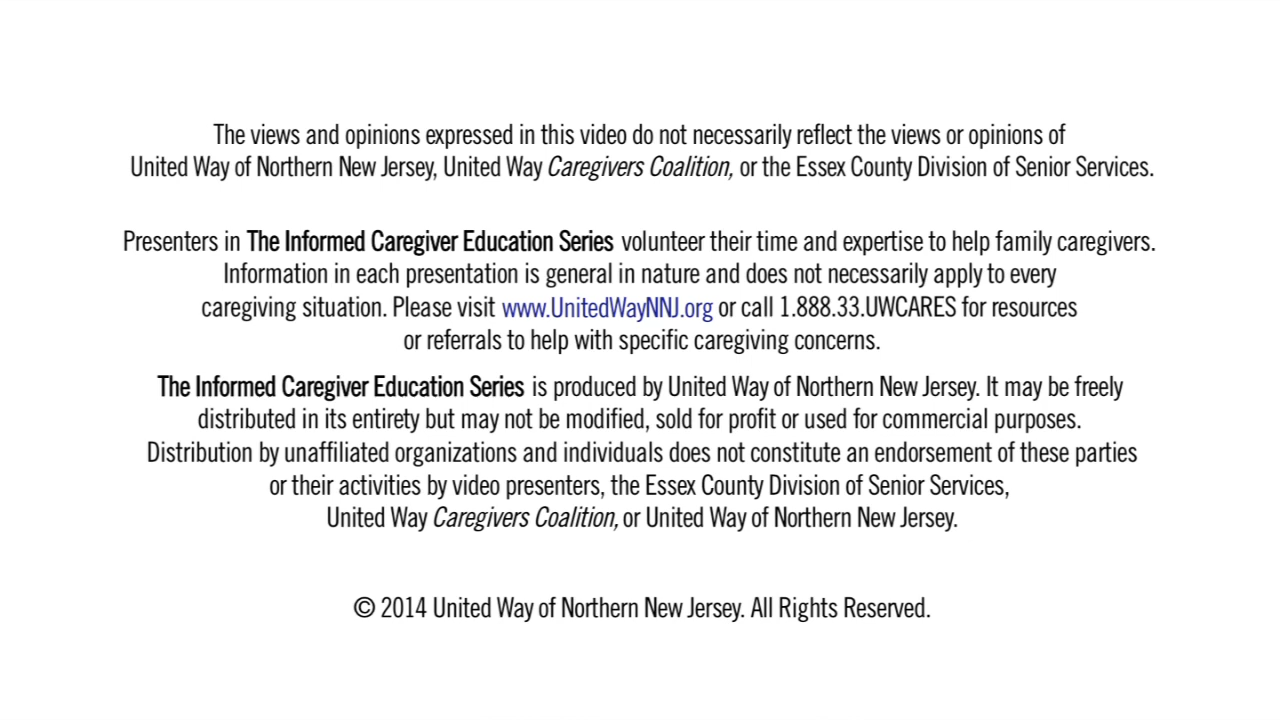 The views and opinions expressed in this video do not necessarily reflect the views or opinions of
United Way of Northern New Jersey, United Way Caregivers Coalition, or the Essex County Division of Senior Services.
Presenters in The Informed Caregiver Education Series volunteer their time and expertise to help family caregivers.
Information in each presentation is general in nature and does not necessarily apply to every
caregiving situation. Please visit www.UnitedWayNNJ.org or call 1.888.33.UWCARES for resources
or referrals to help with specific caregiving concerns.
The Informed Caregiver Education Series is produced by United Way of Northern New Jersey. It may be freely
distributed in its entirety but may not be modified, sold for profit or used for commercial purposes.
Distribution by unaffiliated organizations and individuals does not constitute an endorsement of these parties
or their activities by video presenters, the Essex County Division of Senior Services,
United Way Caregivers Coalition, or United Way of Northern New Jersey.
© 2014 United Way of Northern New Jersey. All Rights Reserved.